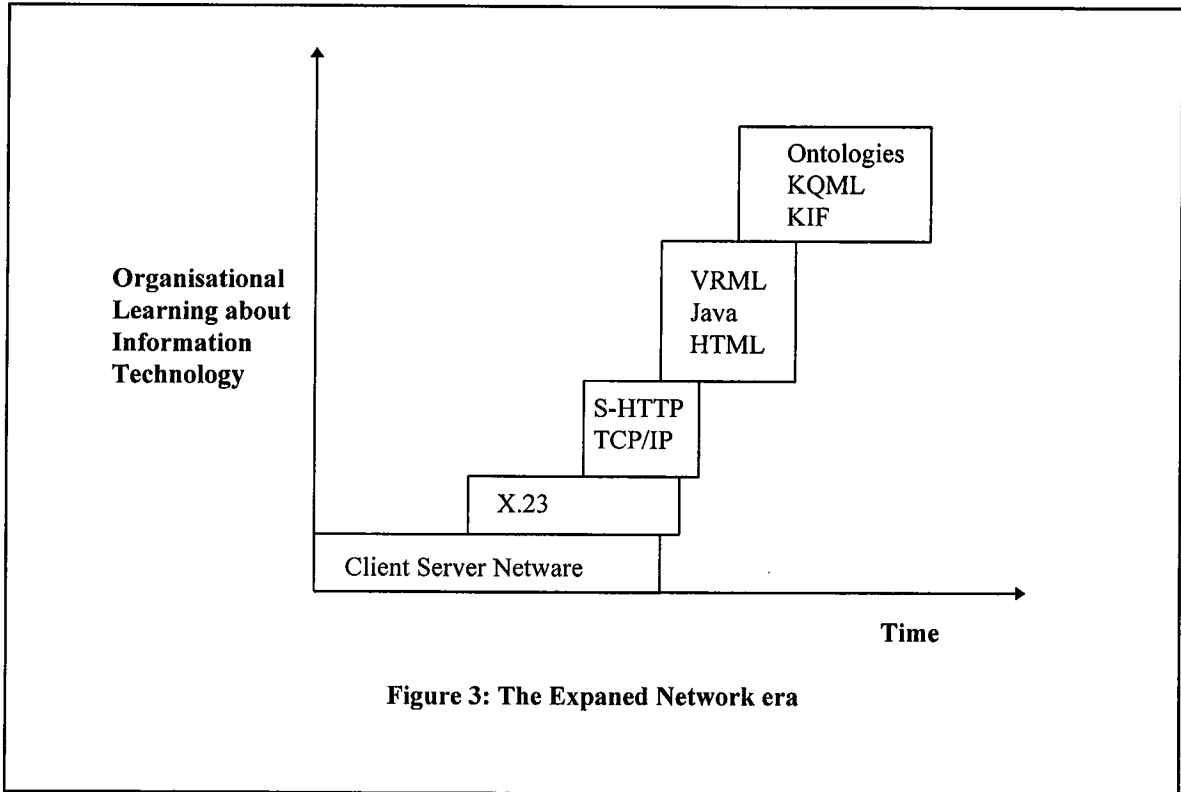 Ontologies
KQML
KIF
Organisational
Learning about
Information
Technology
VRML
Java
HTML
S-HTTP
TCP/IP
X.23
Client Server Netware
Time
Figure 3: The Expaned Network era